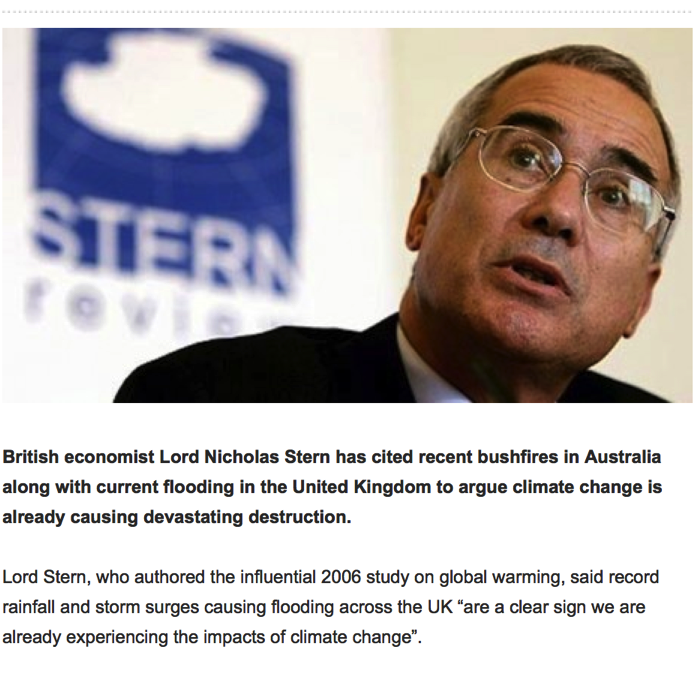 STERN
review
British economist Lord Nicholas Stern has cited recent bushfires in Australia
along with current flooding in the United Kingdom to argue climate change is
already causing devastating destruction.
Lord Stern, who authored the influential 2006 study on global warming, said record
rainfall and storm surges causing flooding across the UK “are a clear sign we are
already experiencing the impacts of climate change”.